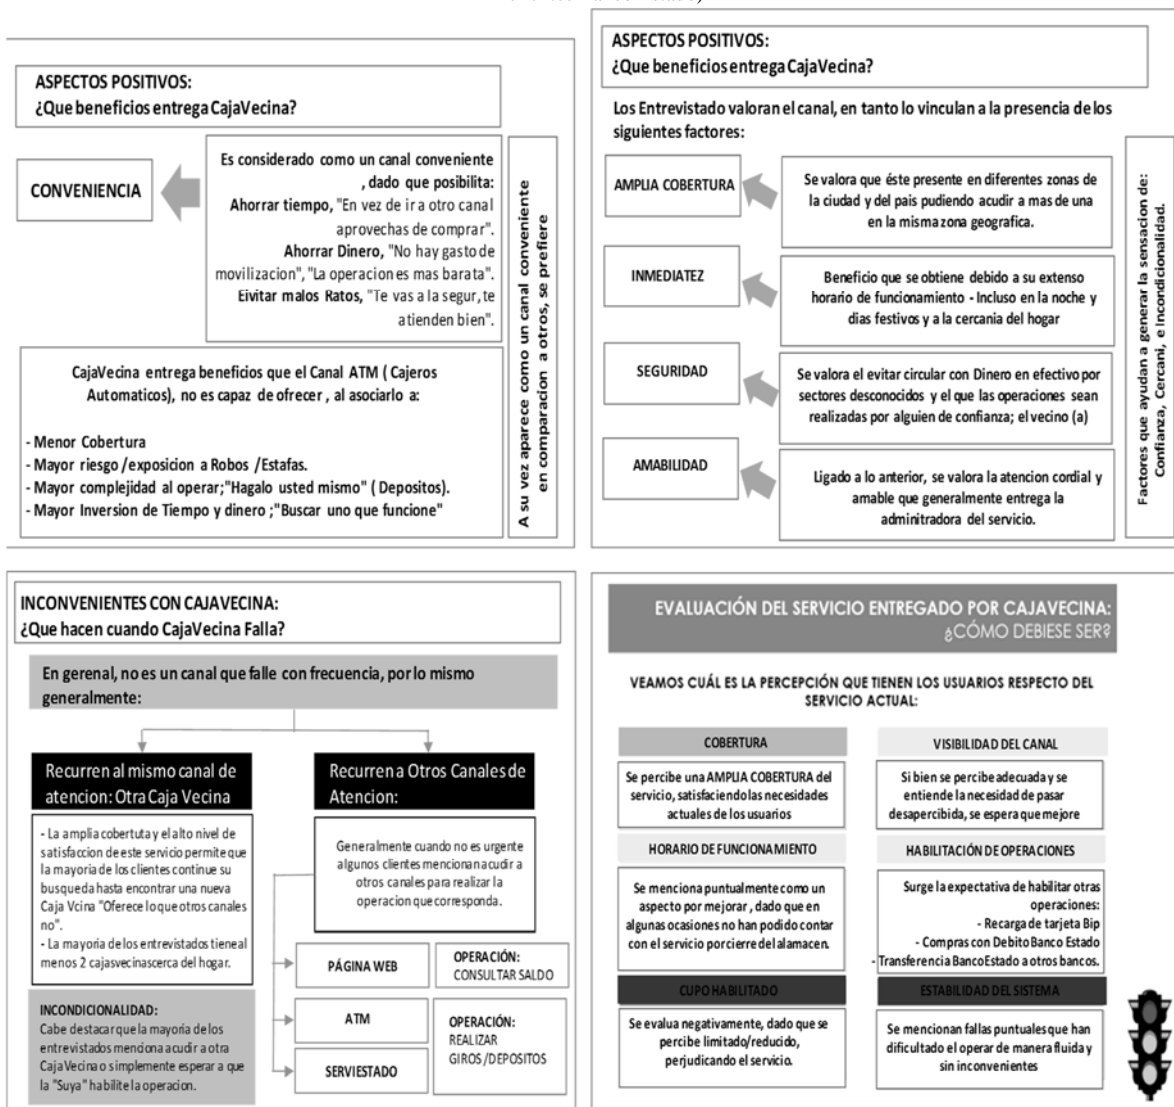 ASPECTOS POSITIVOS:
¿Que beneficios entrega CajaVecina?
CONVENIENCIA
Es considerado como un canal conveniente
, dado que posibilita:
Ahorrar tiempo, "En vez de ir a otro canal
aprovechas de comprar".
Ahorrar Dinero, "No hay gasto de
movilizacion", "La operacion es mas barata".
Eivitar malos Ratos, "Te vas a la segur, te
atienden bien".
CajaVecina entrega beneficios que el Canal ATM ( Cajeros
Automaticos), no es capaz de ofrecer , al asociarlo a:
- Menor Cobertura
- Mayor riesgo /exposicion a Robos /Estafas.
- Mayor complejidad al operar;"Hagalo usted mismo" ( Depositos).
- Mayor Inversion de Tiempo y dinero ;"Buscar uno que funcione"
A su vez aparece como un canal conveniente
en comparacion a otros, se prefiere
ASPECTOS POSITIVOS:
¿Que beneficios entrega CajaVecina?
Los Entrevistado valoran el canal, en tanto lo vinculan a la presencia de los
siguientes factores:
AMPLIA COBERTURA
Se valora que éste presente en diferentes zonas de
la ciudad y del pais pudiendo acudir a mas de una
en la misma zona geografica.
INMEDIATEZ
Beneficio que se obtiene debido a su extenso
horario de funcionamiento - Incluso en la noche y
dias festivos y a la cercania del hogar
SEGURIDAD
Se valora el evitar circular con Dinero en efectivo por
sectores desconocidos y el que las operaciones sean
realizadas por alguien de confianza; el vecino (a)
AMABILIDAD
Ligado a lo anterior, se valora la atencion cordial y
amable que generalmente entrega la
adminitradora del servicio.
Factores que ayudan a generar la sensacion de:
Confianza, Cercani, e Incondicionalidad.
INCONVENIENTES CON CAJAVECINA:
¿Que hacen cuando CajaVecina Falla?
En gerenal, no es un canal que falle con frecuencia, por lo mismo
generalmente:
Recurren al mismo canal de
atencion: Otra Caja Vecina
- La amplia cobertuta y el alto nivel de
satisfaccion de este servicio permite que
la mayoria de los clientes continue su
busqueda hasta encontrar una nueva
Caja Vcina "Oferece lo que otros canales
no".
- La mayoria de los entrevistados tieneal
menos 2 cajasvecinascerca del hogar.
INCONDICIONALIDAD:
Cabe destacar que la mayoria de los
entrevistados menciona acudir a otra
CajaVecina o simplemente esperar a que
la "Suya" habilite la operacion.
Recurren a Otros Canales de
Atencion:
Generalmente cuando no es urgente
algunos clientes mencionan acudir a
otros canales para realizar la
operacion que corresponda.
PÁGINA WEB
OPERACIÓN:
CONSULTAR SALDO
ATM
SERVIESTADO
OPERACIÓN:
REALIZAR
GIROS/DEPOSITOS
EVALUACIÓN DEL SERVICIO ENTREGADO POR CAJAVECINA:
¿CÓMO DEBIESE SER?
VEAMOS CUÁL ES LA PERCEPCIÓN QUE TIENEN LOS USUARIOS RESPECTO DEL
SERVICIO ACTUAL:
COBERTURA
Se percibe una AMPLIA COBERTURA del
servicio, satisfaciendo las necesidades
actuales de los usuarios
VISIBILIDAD DEL CANAL
Si bien se percibe adecuada y se
entiende la necesidad de pasar
desapercibida, se espera que mejore
HORARIO DE FUNCIONAMIENTO
Se menciona puntualmente como un
aspecto por mejorar , dado que en
algunas ocasiones no han podido contar
con el servicio por cierre del alamacen.
HABILITACIÓN DE OPERACIONES
Surge la expectativa de habilitar otras
operaciones:
- Recarga de tarjeta Bip
- Compras con Debito Banco Estado
- Transferencia BancoEstado a otros bancos.
CUPO HABILITADO
Se evalua negativamente, dado que se
percibe limitado/reducido,
perjudicando el servicio.
ESTABILIDAD DEL SISTEMA
Se mencionan fallas puntuales que han
dificultado el operar de manera fluida y
sin inconvenientes